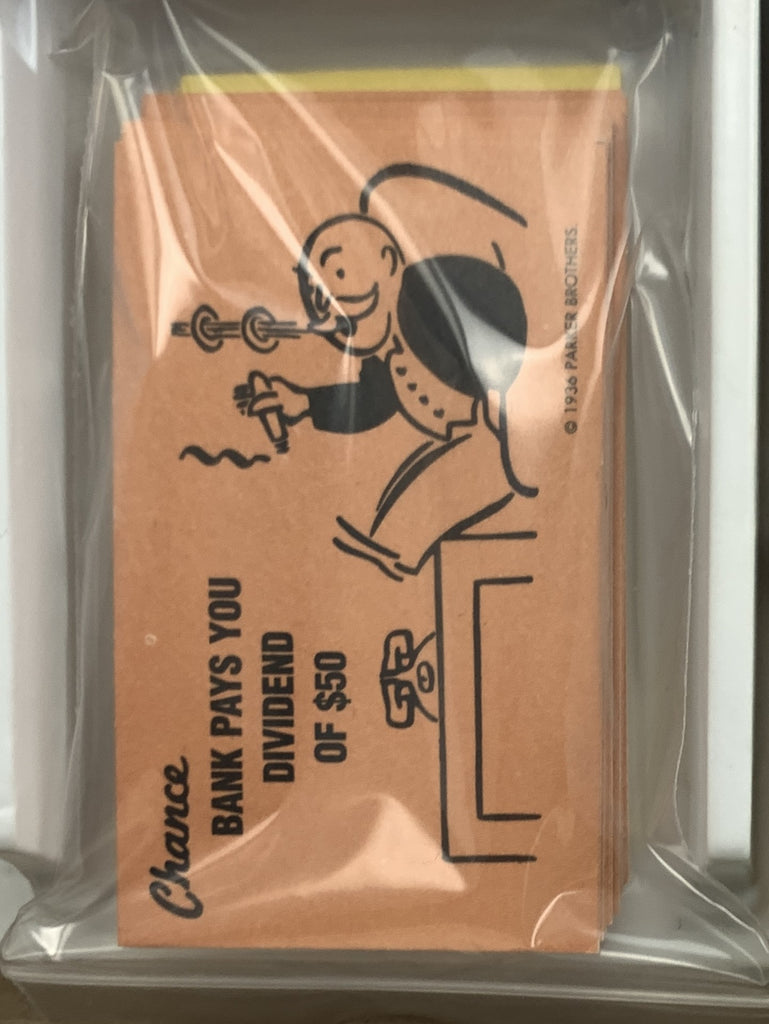 Chance
BANK PAYS YOU
DIVIDEND
OF $50
© 1936 PARKER BROTHERS.